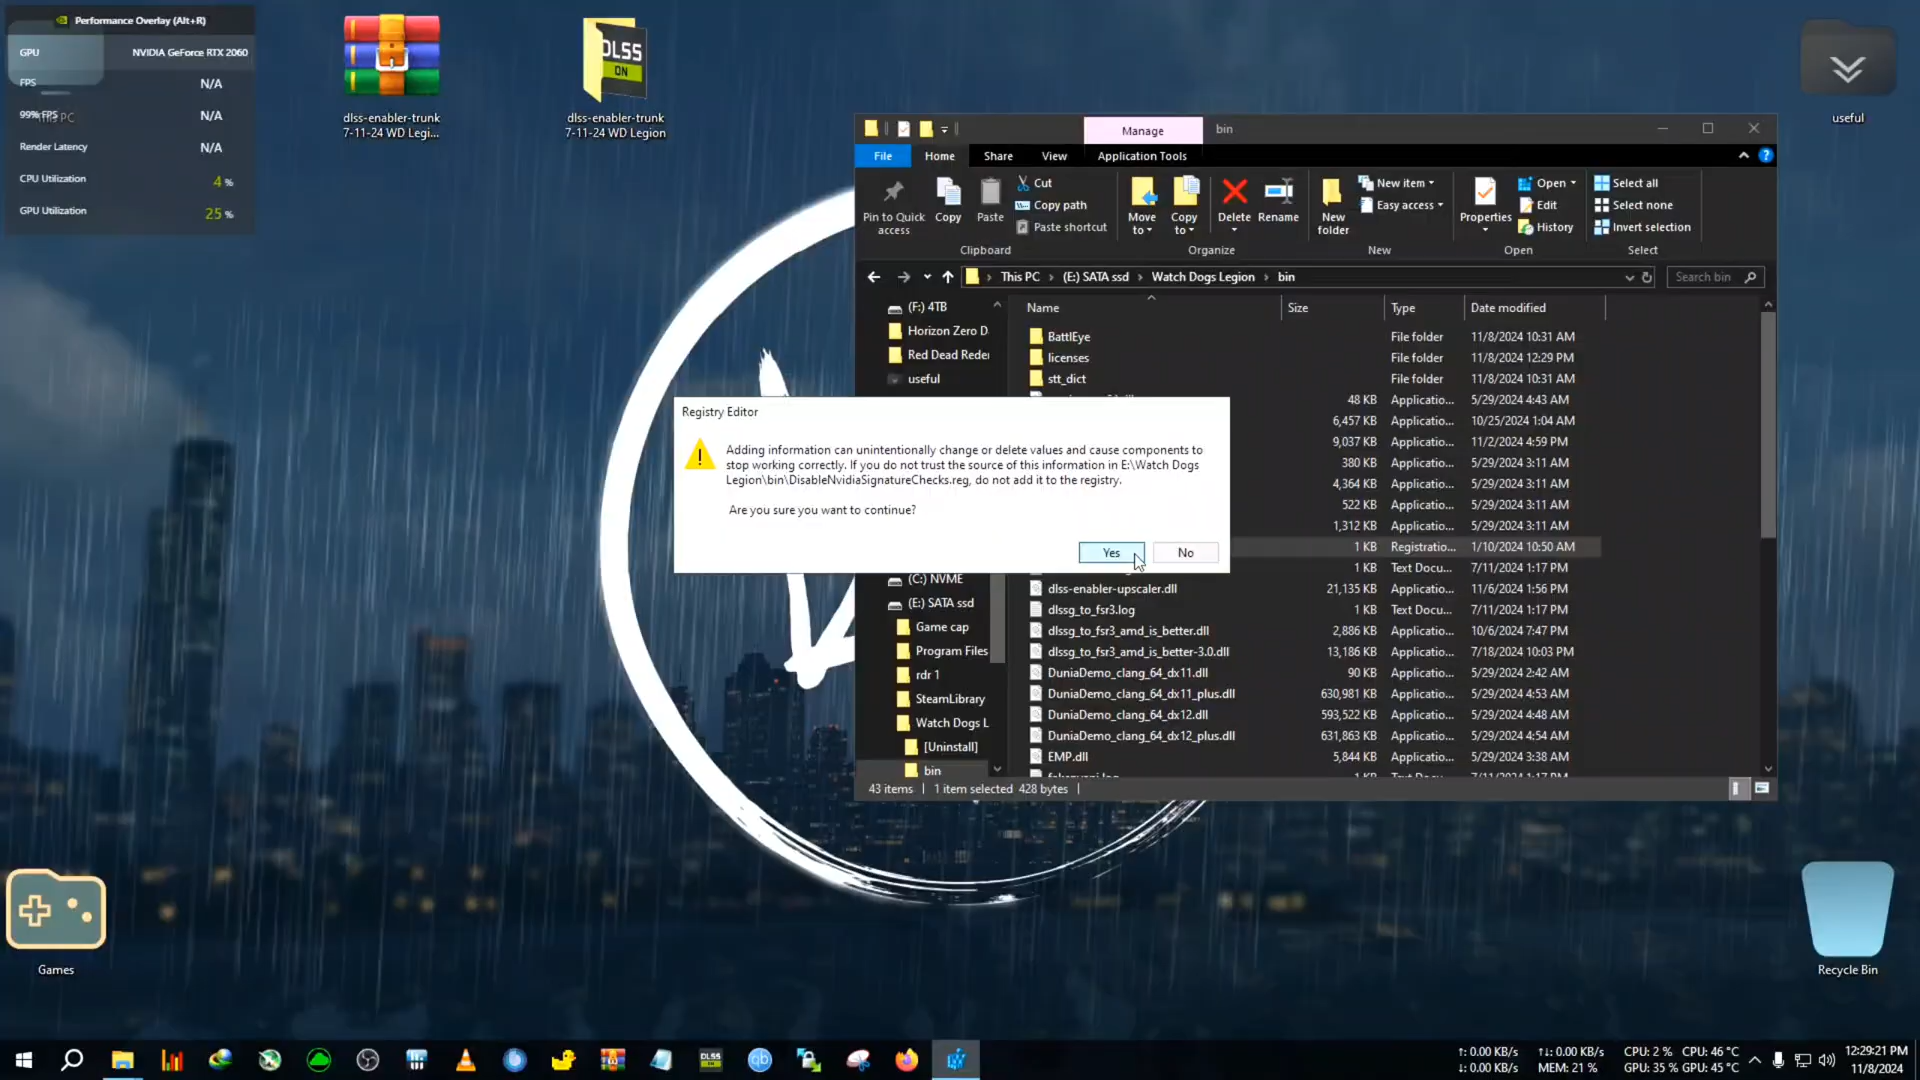 Performance Overlay (Alt+R)
GPU NVIDIA GeForce RTX 2060
FPS N/A
99% FPS N/A
This PC
Render Latency N/A
CPU Utilization 4 %
GPU Utilization 25 %
dlss-enabler-trunk
7-11-24 WD Legi...
DLSS
ON
dlss-enabler-trunk
7-11-24 WD Legion
useful
Manage bin
File Home Share View Application Tools
Pin to Quick
access
Copy
Paste
Cut
Copy path
Paste shortcut
Clipboard
Move
to
Copy
to
Delete
Rename
Organize
New
folder
New item
Easy access
New
Properties
Open
Edit
History
Open
Select all
Select none
Invert selection
Select
This PC (E:) SATA ssd Watch Dogs Legion bin
Search bin
(F:) 4TB
Horizon Zero D
Red Dead Reder
useful
Name Size Type Date modified
BattlEye File folder 11/8/2024 10:31 AM
licenses File folder 11/8/2024 12:29 PM
stt_dict File folder 11/8/2024 10:31 AM
48 KB Applicatio... 5/29/2024 4:43 AM
6,457 KB Applicatio... 10/25/2024 1:04 AM
9,037 KB Applicatio... 11/2/2024 4:59 PM
380 KB Applicatio... 5/29/2024 3:11 AM
4,364 KB Applicatio... 5/29/2024 3:11 AM
522 KB Applicatio... 5/29/2024 3:11 AM
1,312 KB Applicatio... 5/29/2024 3:11 AM
1 KB Registratio... 1/10/2024 10:50 AM
1 KB Text Docu... 7/11/2024 1:17 PM
dlss-enabler-upscaler.dll 21,135 KB Applicatio... 11/6/2024 1:56 PM
dlssg_to_fsr3.log 1 KB Text Docu... 7/11/2024 1:17 PM
dlssg_to_fsr3_amd_is_better.dll 2,886 KB Applicatio... 10/6/2024 7:47 PM
dlssg_to_fsr3_amd_is_better-3.0.dll 13,186 KB Applicatio... 7/18/2024 10:03 PM
DuniaDemo_clang_64_dx11.dll 90 KB Applicatio... 5/29/2024 2:42 AM
DuniaDemo_clang_64_dx11_plus.dll 630,981 KB Applicatio... 5/29/2024 4:53 AM
DuniaDemo_clang_64_dx12.dll 593,522 KB Applicatio... 5/29/2024 4:48 AM
DuniaDemo_clang_64_dx12_plus.dll 631,863 KB Applicatio... 5/29/2024 4:54 AM
EMP.dll 5,844 KB Applicatio... 5/29/2024 3:38 AM
Registry Editor
Adding information can unintentionally change or delete values and cause components to
stop working correctly. If you do not trust the source of this information in E:\Watch Dogs
Legion\bin\DisableNvidiaSignatureChecks.reg, do not add it to the registry.
Are you sure you want to continue?
Yes No
(C:) NVME
(E:) SATA ssd
Game cap
Program Files
rdr 1
SteamLibrary
Watch Dogs L
[Uninstall]
bin
43 items 1 item selected 428 bytes
Games
Recycle Bin
DLSS
ON
qb
↑: 0.00 KB/s
↓: 0.00 KB/s
↑↓: 0.00 KB/s
MEM: 21 %
CPU: 2 % CPU: 46 °C
GPU: 35 % GPU: 45 °C
12:29:21 PM
11/8/2024